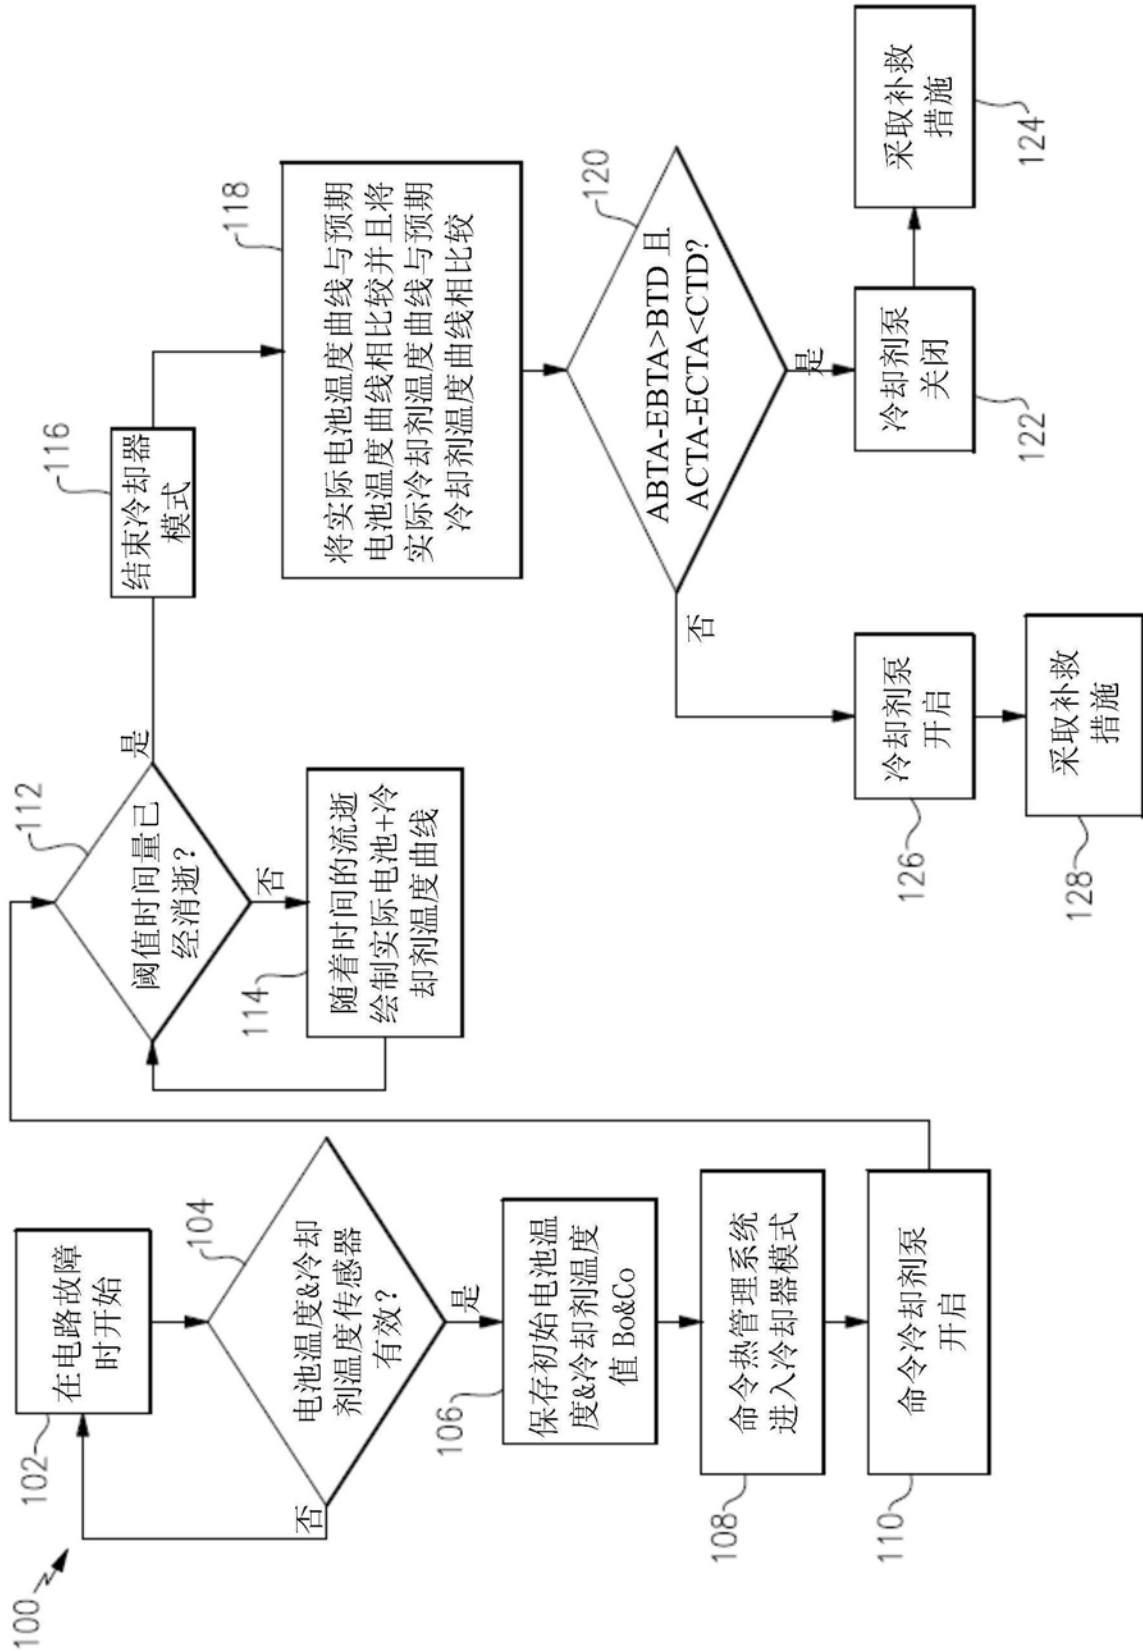 100
102
在电路故障
时开始
104
电池温度&冷却
剂温度传感器
有效?
否
是
106
保存初始电池温
度&冷却剂温度
值 Bo&Co
108
命令热管理系统
进入冷却器模式
110
命令冷却剂泵
开启
112
阈值时间量已
经消逝?
否
是
114
随着时间的流逝
绘制实际电池+冷
却剂温度曲线
116
结束冷却器
模式
118
将实际电池温度曲线与预期
电池温度曲线相比较并且将
实际冷却剂温度曲线与预期
冷却剂温度曲线相比较
120
ABTA-EBTA>BTD 且
ACTA-ECTA<CTD?
否
是
122
冷却剂泵
关闭
124
采取补救
措施
126
冷却剂泵
开启
128
采取补救
措施